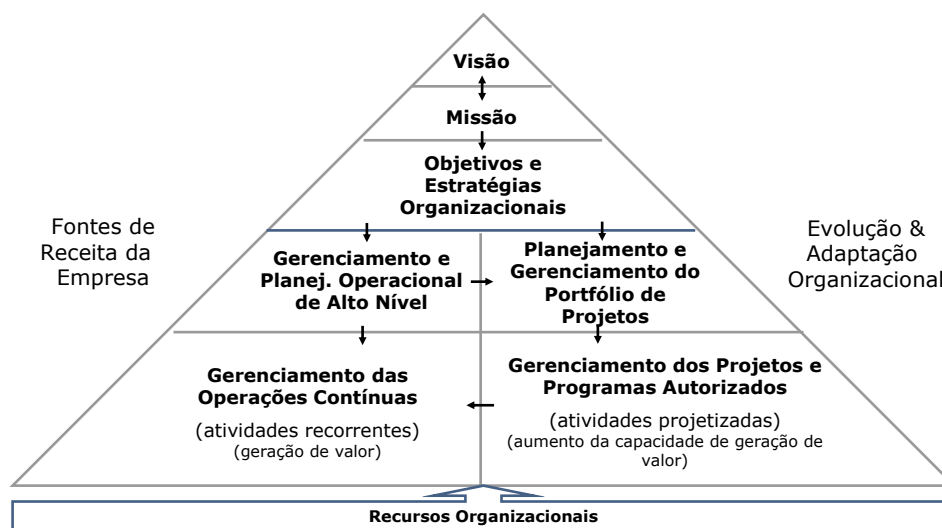 Visão
Missão
Objetivos e
Estratégias
Organizacionais
Fontes de
Receita da
Empresa
Evolução &
Adaptação
Organizacional
Gerenciamento e
Planej. Operacional
de Alto Nível
Planejamento e
Gerenciamento do
Portfólio de
Projetos
Gerenciamento das
Operações Contínuas
(atividades recorrentes)
(geração de valor)
Gerenciamento dos Projetos e
Programas Autorizados
(atividades projetizadas)
(aumento da capacidade de geração de
valor)
Recursos Organizacionais